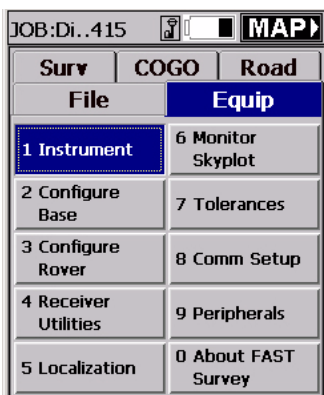 JOB:Di..415 MAP
Surv COGO Road
File Equip
1 Instrument
6 Monitor
Skyplot
2 Configure
Base
7 Tolerances
3 Configure
Rover
8 Comm Setup
4 Receiver
Utilities
9 Peripherals
5 Localization
0 About FAST
Survey